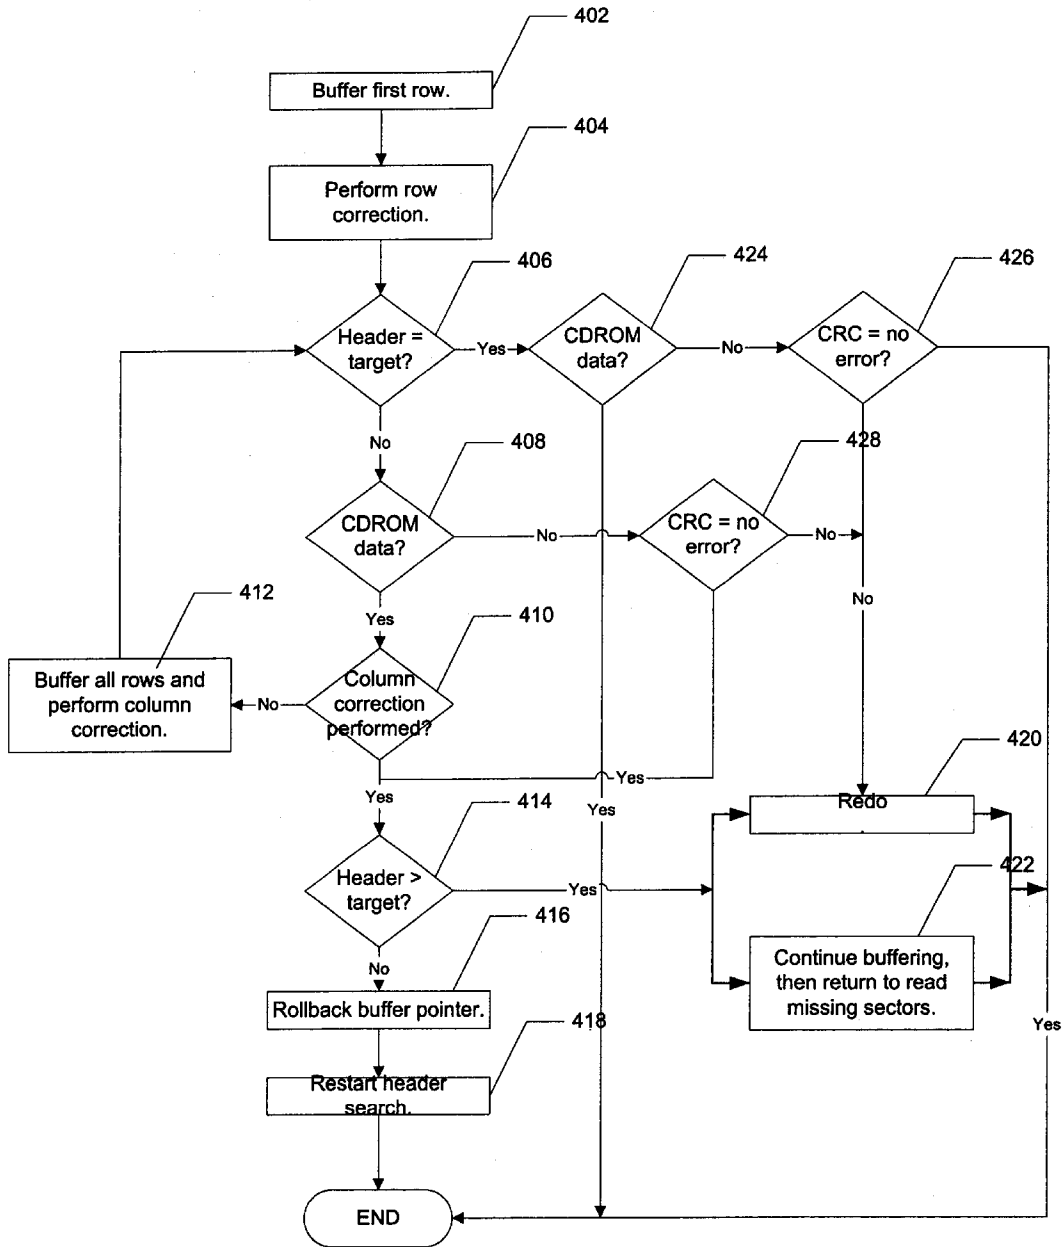 402
Buffer first row.
404
Perform row
correction.
406
424
426
Header =
target?
Yes
CDROM
data?
No
CRC = no
error?
No
408
428
CDROM
data?
No
CRC = no
error?
No
No
412
Yes
410
Buffer all rows and
perform column
correction.
No
Column
correction
performed?
420
Yes
Yes
414
Yes
Redo
Header >
target?
Yes
422
416
Continue buffering,
then return to read
missing sectors.
No
Rollback buffer pointer.
418
Yes
Restart header
search.
END